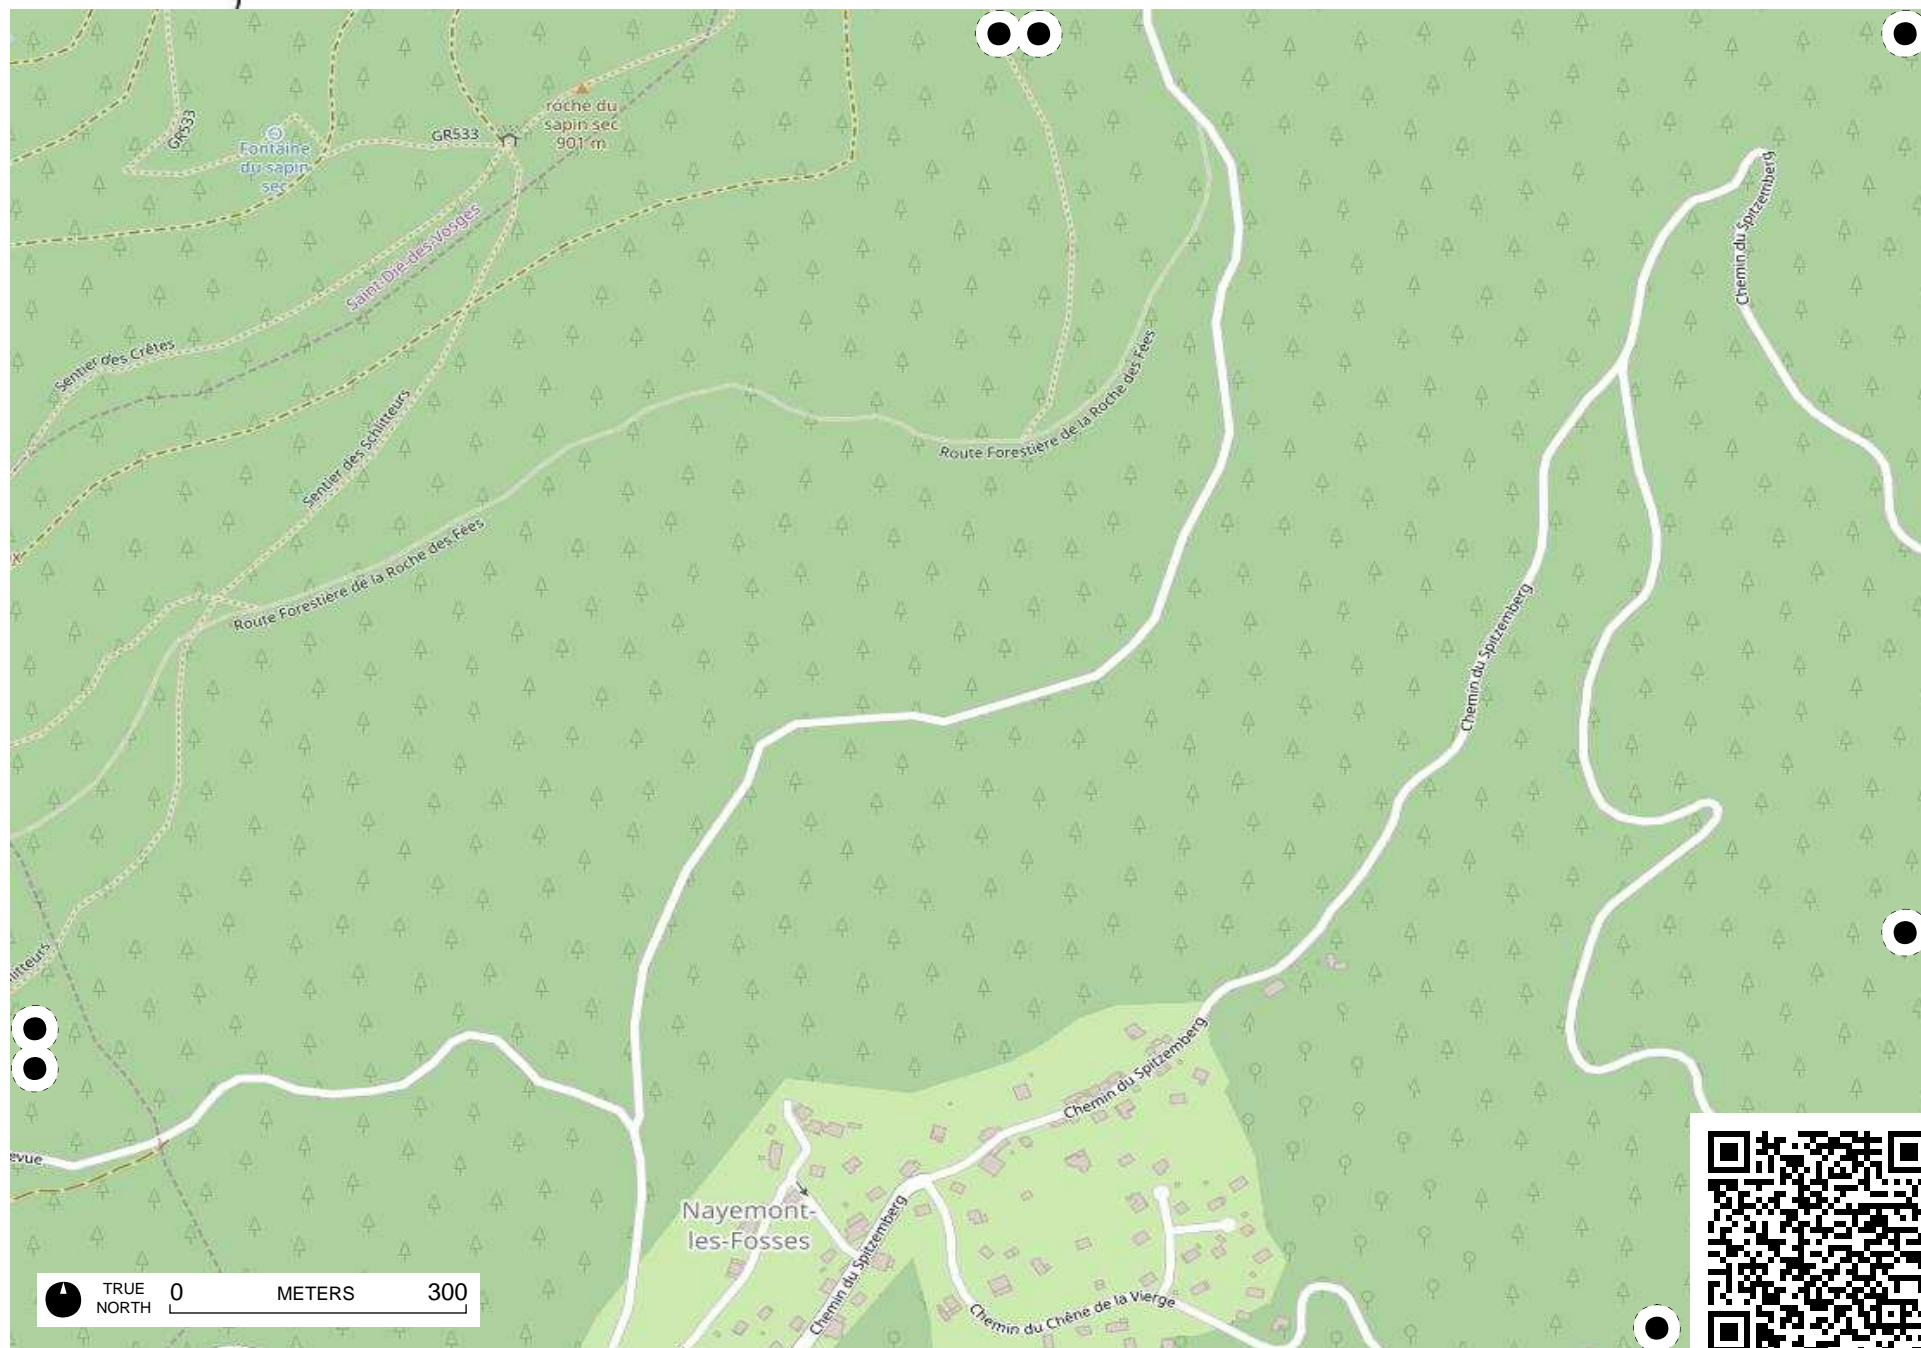 GR533
GR533
roche du
sapin sec
901 m
Fontaine
du sapin
sec
Saint-Dié-des-Vosges
Chemin du Spitzemberg
Sentier des Crêtes
Sentier des Schlitteurs
Route Forestière de la Roche des Fées
Route Forestière de la Roche des Fées
Chemin du Spitzemberg
litteurs
Chemin du Spitzemberg
evue
Nayemont-
les-Fosses
Chemin du Spitzemberg
Chemin du Chêne de la Vierge
TRUE
NORTH
0 METERS 300